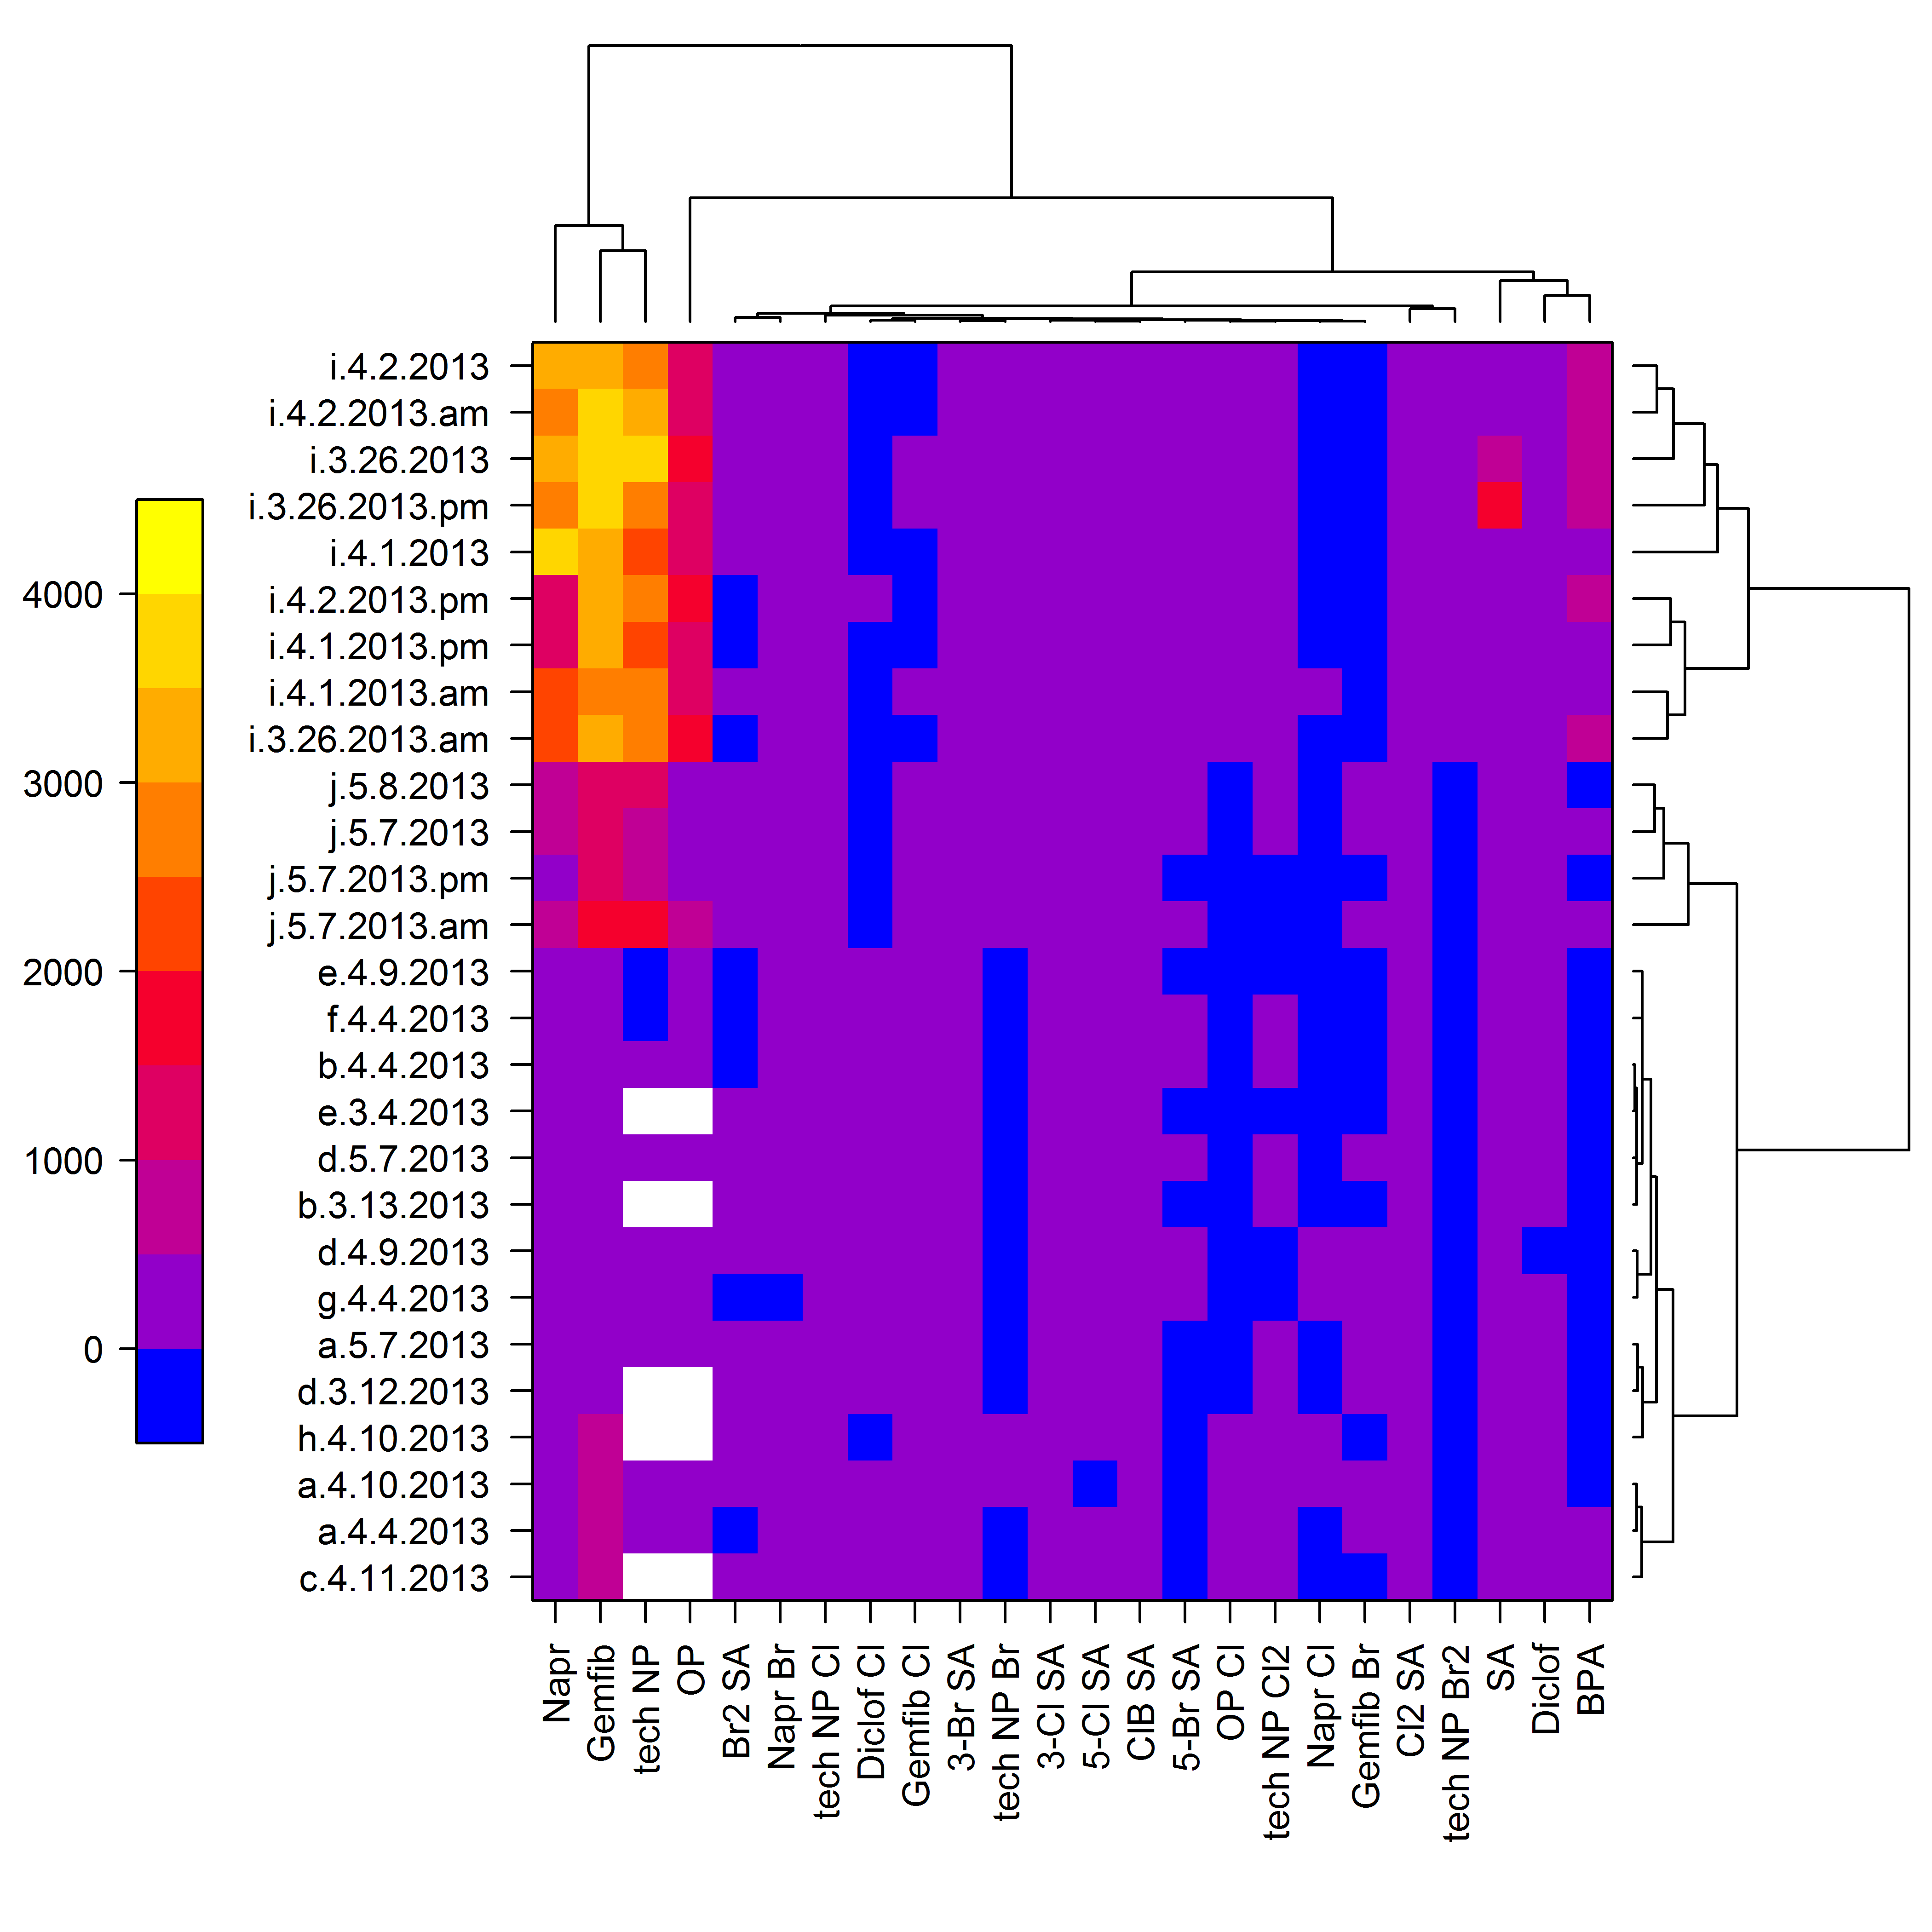 i.4.2.2013
i.4.2.2013.am
i.3.26.2013
i.3.26.2013.pm
i.4.1.2013
i.4.2.2013.pm
i.4.1.2013.pm
i.4.1.2013.am
i.3.26.2013.am
j.5.8.2013
j.5.7.2013
j.5.7.2013.pm
j.5.7.2013.am
e.4.9.2013
f.4.4.2013
b.4.4.2013
e.3.4.2013
d.5.7.2013
b.3.13.2013
d.4.9.2013
g.4.4.2013
a.5.7.2013
d.3.12.2013
h.4.10.2013
a.4.10.2013
a.4.4.2013
c.4.11.2013
4000
3000
2000
1000
0
Napr
Gemfib
tech NP
OP
Br2 SA
Napr Br
tech NP Cl
Diclof Cl
Gemfib Cl
3-Br SA
tech NP Br
3-Cl SA
5-Cl SA
ClB SA
5-Br SA
OP Cl
tech NP Cl2
Napr Cl
Gemfib Br
Cl2 SA
tech NP Br2
SA
Diclof
BPA